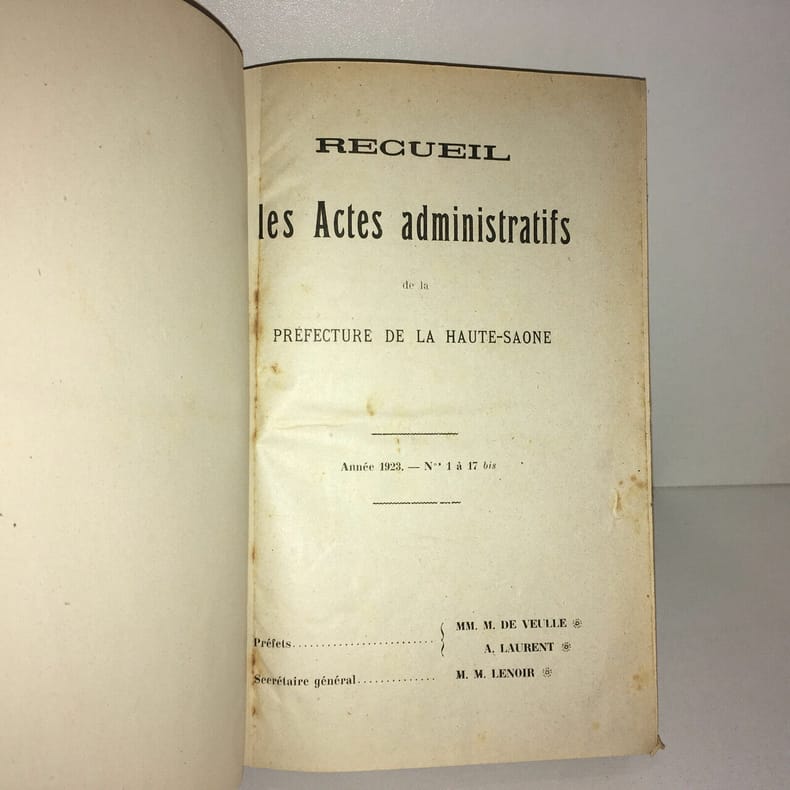 RECUEIL
les Actes administratifs
de la
PRÉFECTURE DE LA HAUTE-SAONE
Année 1923. — Nos 1 à 17 bis
Préfets........................ { MM. M. DE VEULLE
A. LAURENT
Secrétaire général.............. M. M. LENOIR